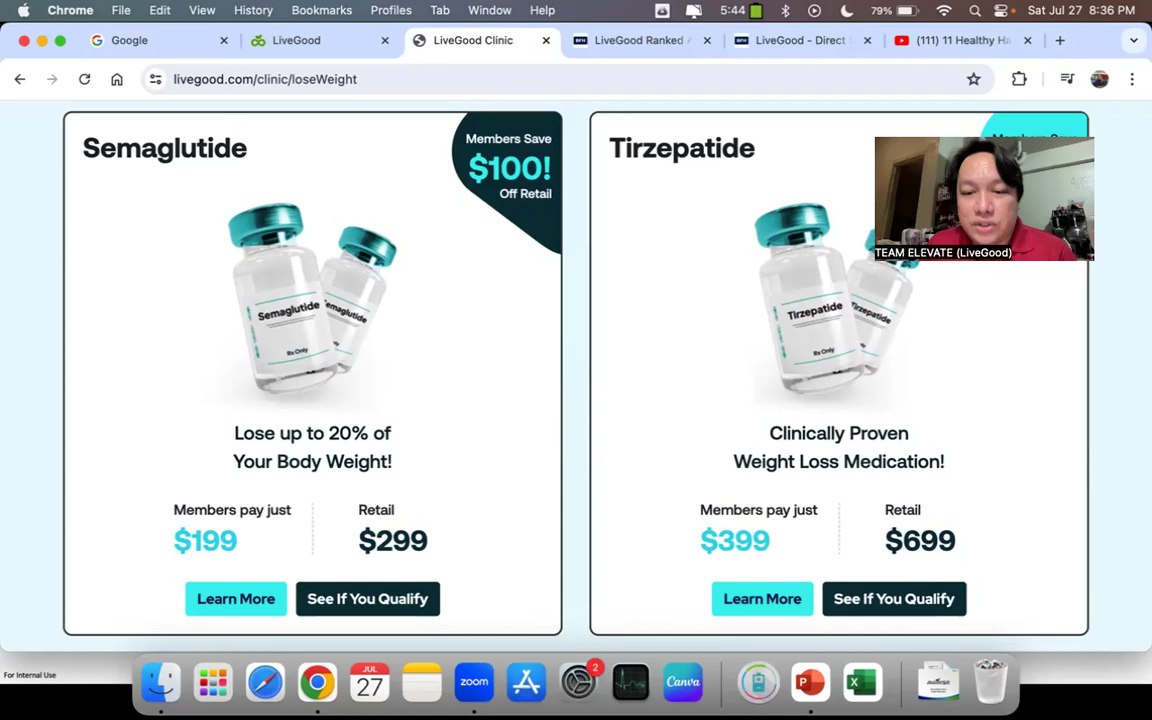 Chrome File Edit View History Bookmarks Profiles Tab Window Help 5:44 79% Sat Jul 27 8:36 PM
Google LiveGood LiveGood Clinic LiveGood Ranked LiveGood - Direct (111) 11 Healthy
livegood.com/clinic/loseWeight
Semaglutide
Members Save
$100!
Off Retail
Semaglutide
Rx Only
Semaglutide
Lose up to 20% of
Your Body Weight!
Members pay just Retail
$199 $299
Learn More See If You Qualify
Tirzepatide
Members Save
TEAM ELEVATE (LiveGood)
Tirzepatide
Rx Only
Tirzepatide
Clinically Proven
Weight Loss Medication!
Members pay just Retail
$399 $699
Learn More See If You Qualify
For Internal Use
JUL
27
zoom
2
Canva